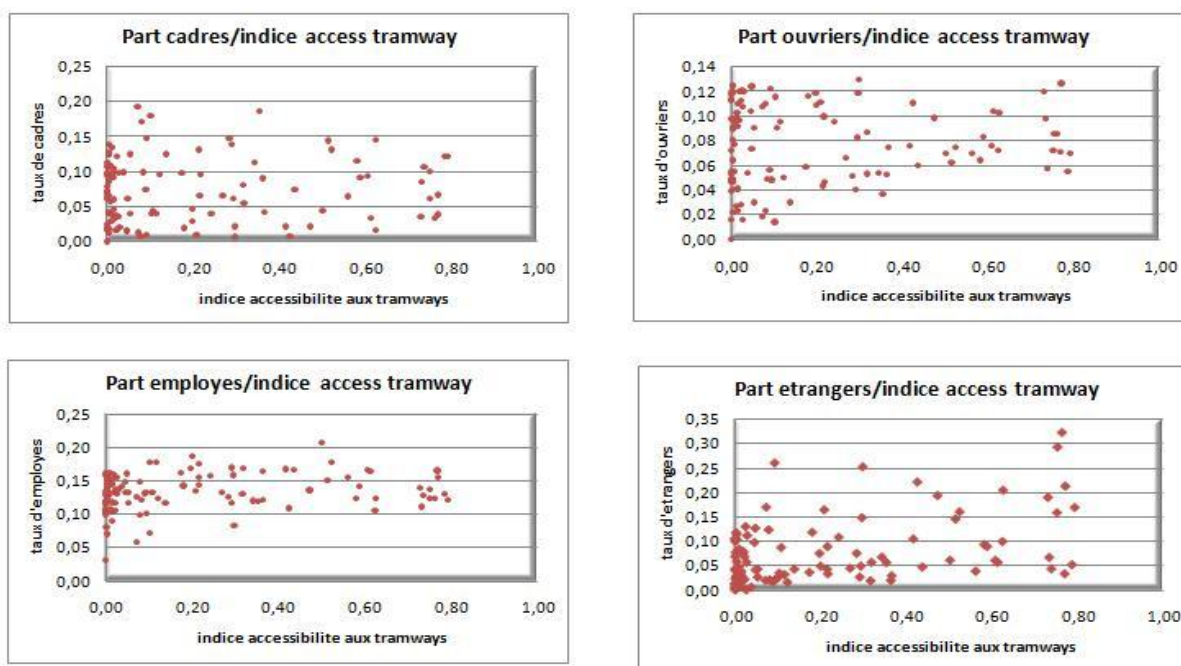 Part cadres/indice access tramway
taux de cadres
0,25
0,20
0,15
0,10
0,05
0,00
0,00 0,20 0,40 0,60 0,80 1,00
indice accessibilite aux tramways
Part ouvriers/indice access tramway
taux d'ouvriers
0,14
0,12
0,10
0,08
0,06
0,04
0,02
0,00
0,00 0,20 0,40 0,60 0,80 1,00
indice accessibilite aux tramways
Part employes/indice access tramway
taux d'employes
0,25
0,20
0,15
0,10
0,05
0,00
0,00 0,20 0,40 0,60 0,80 1,00
indice accessibilite aux tramways
Part etrangers/indice access tramway
taux d'etrangers
0,35
0,30
0,25
0,20
0,15
0,10
0,05
0,00
0,00 0,20 0,40 0,60 0,80 1,00
indice accessibilite aux tramways